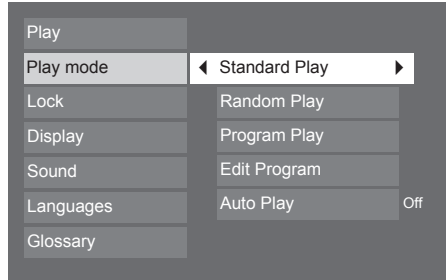 Play
Play mode
Standard Play
Lock
Random Play
Display
Program Play
Sound
Edit Program
Languages
Auto Play Off
Glossary